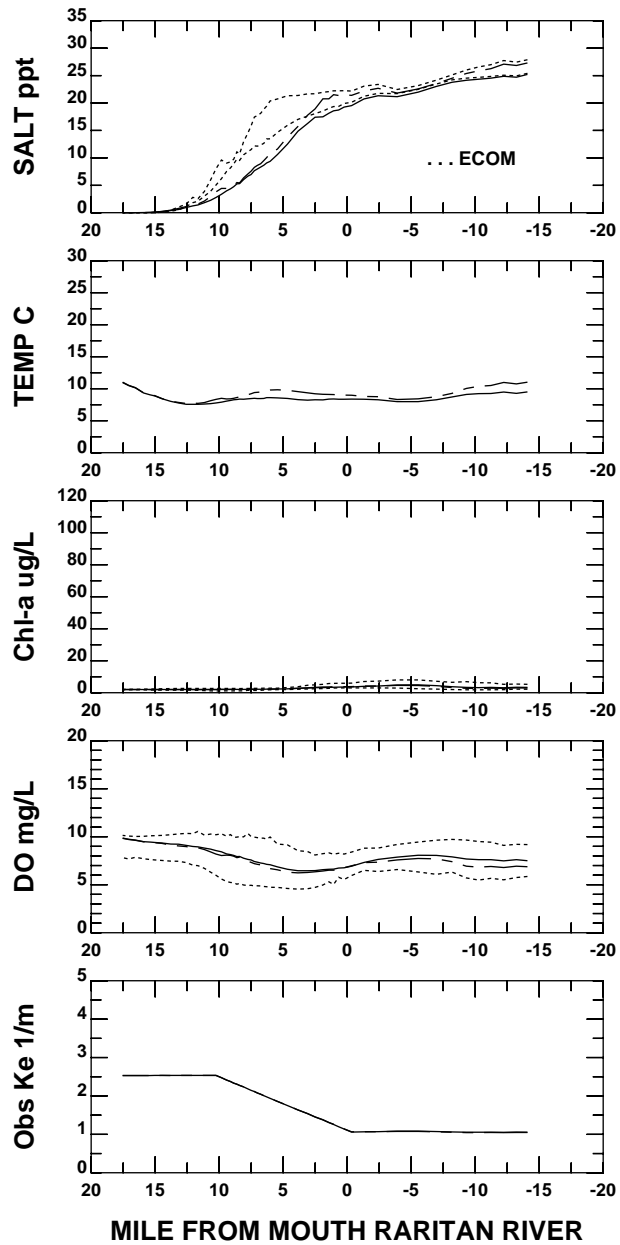 35
30
25
20
15
10
5
0
SALT ppt
. . . ECOM
20 15 10 5 0 -5 -10 -15 -20
30
25
20
15
10
5
0
TEMP C
20 15 10 5 0 -5 -10 -15 -20
120
100
80
60
40
20
0
Chl-a ug/L
20 15 10 5 0 -5 -10 -15 -20
20
15
10
5
0
DO mg/L
20 15 10 5 0 -5 -10 -15 -20
5
4
3
2
1
0
Obs Ke 1/m
20 15 10 5 0 -5 -10 -15 -20
MILE FROM MOUTH RARITAN RIVER